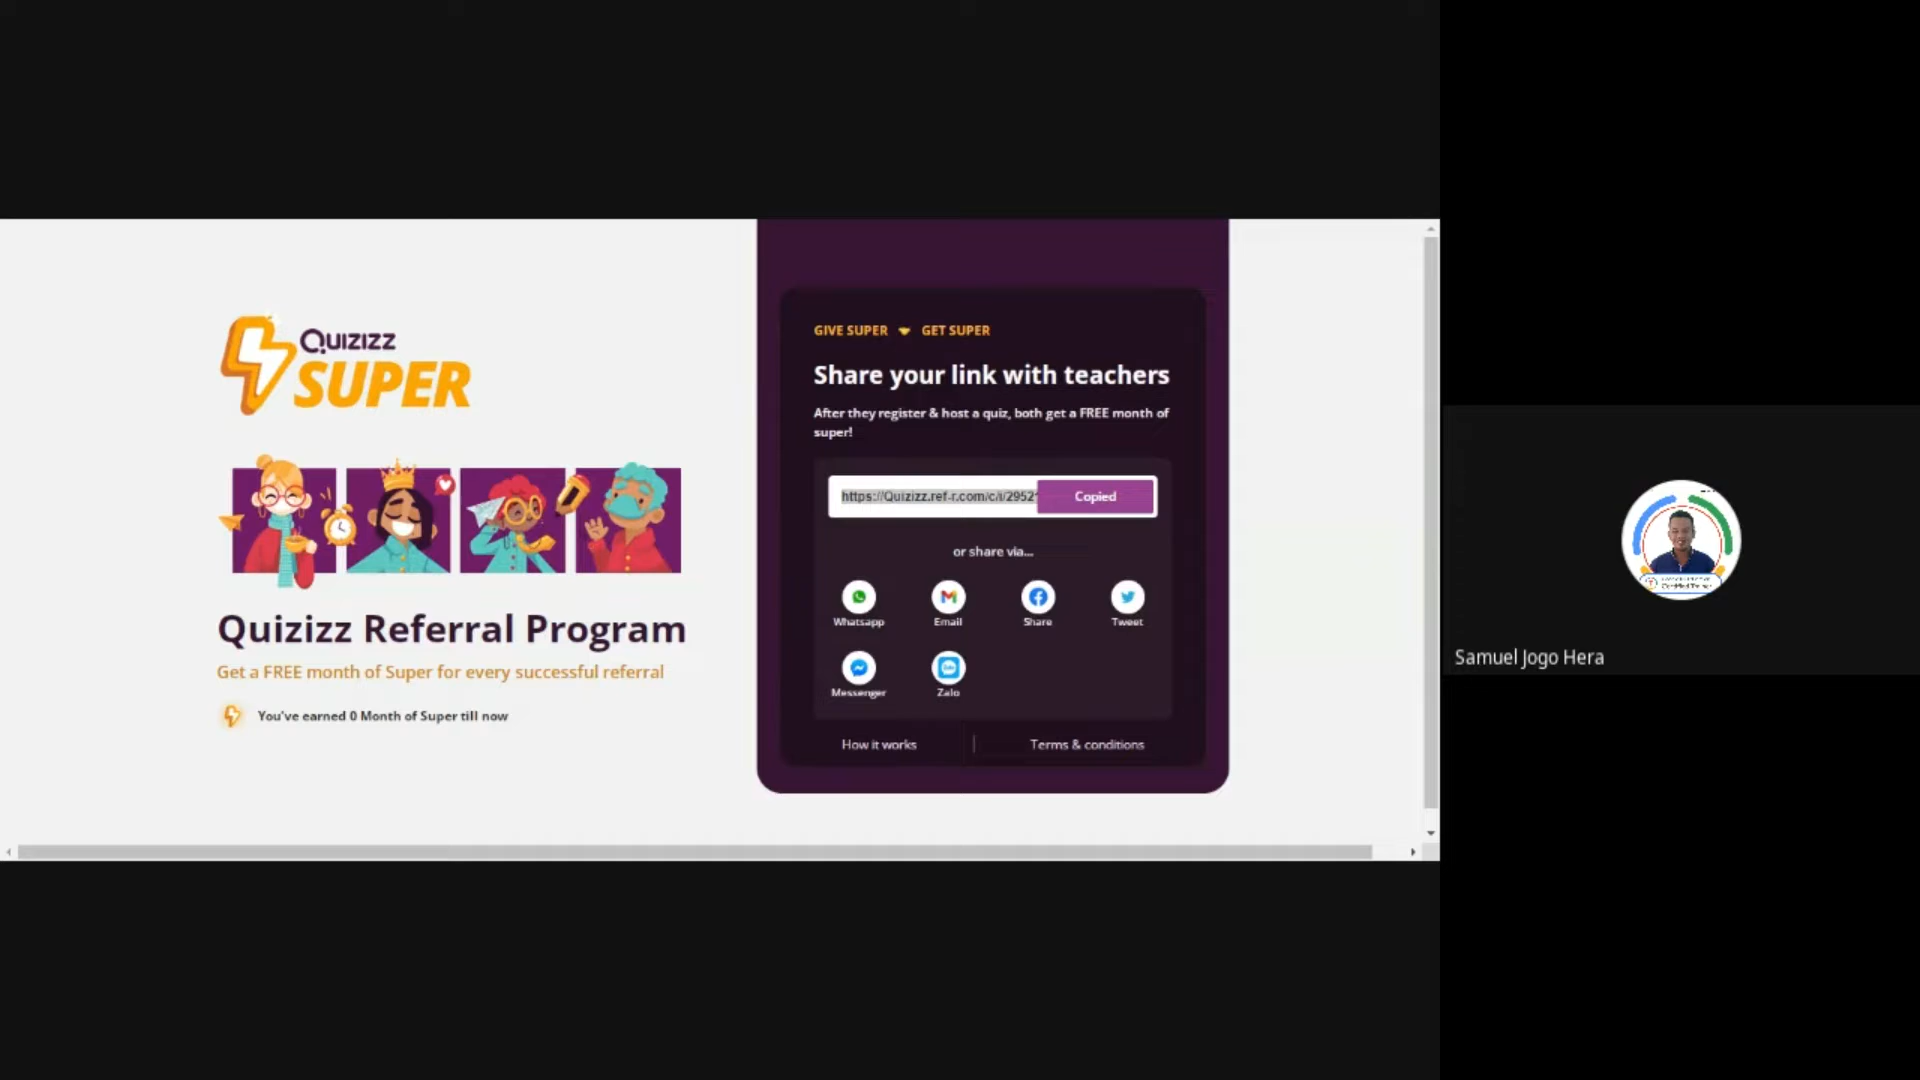 Quizizz
SUPER
Quizizz Referral Program
Get a FREE month of Super for every successful referral
You've earned 0 Month of Super till now
GIVE SUPER GET SUPER
Share your link with teachers
After they register & host a quiz, both get a FREE month of
super!
https://Quizizz.ref-r.com/c/i/2952
Copied
or share via...
Whatsapp Email Share Tweet
Messenger Zalo
How it works Terms & conditions
Samuel Jogo Hera